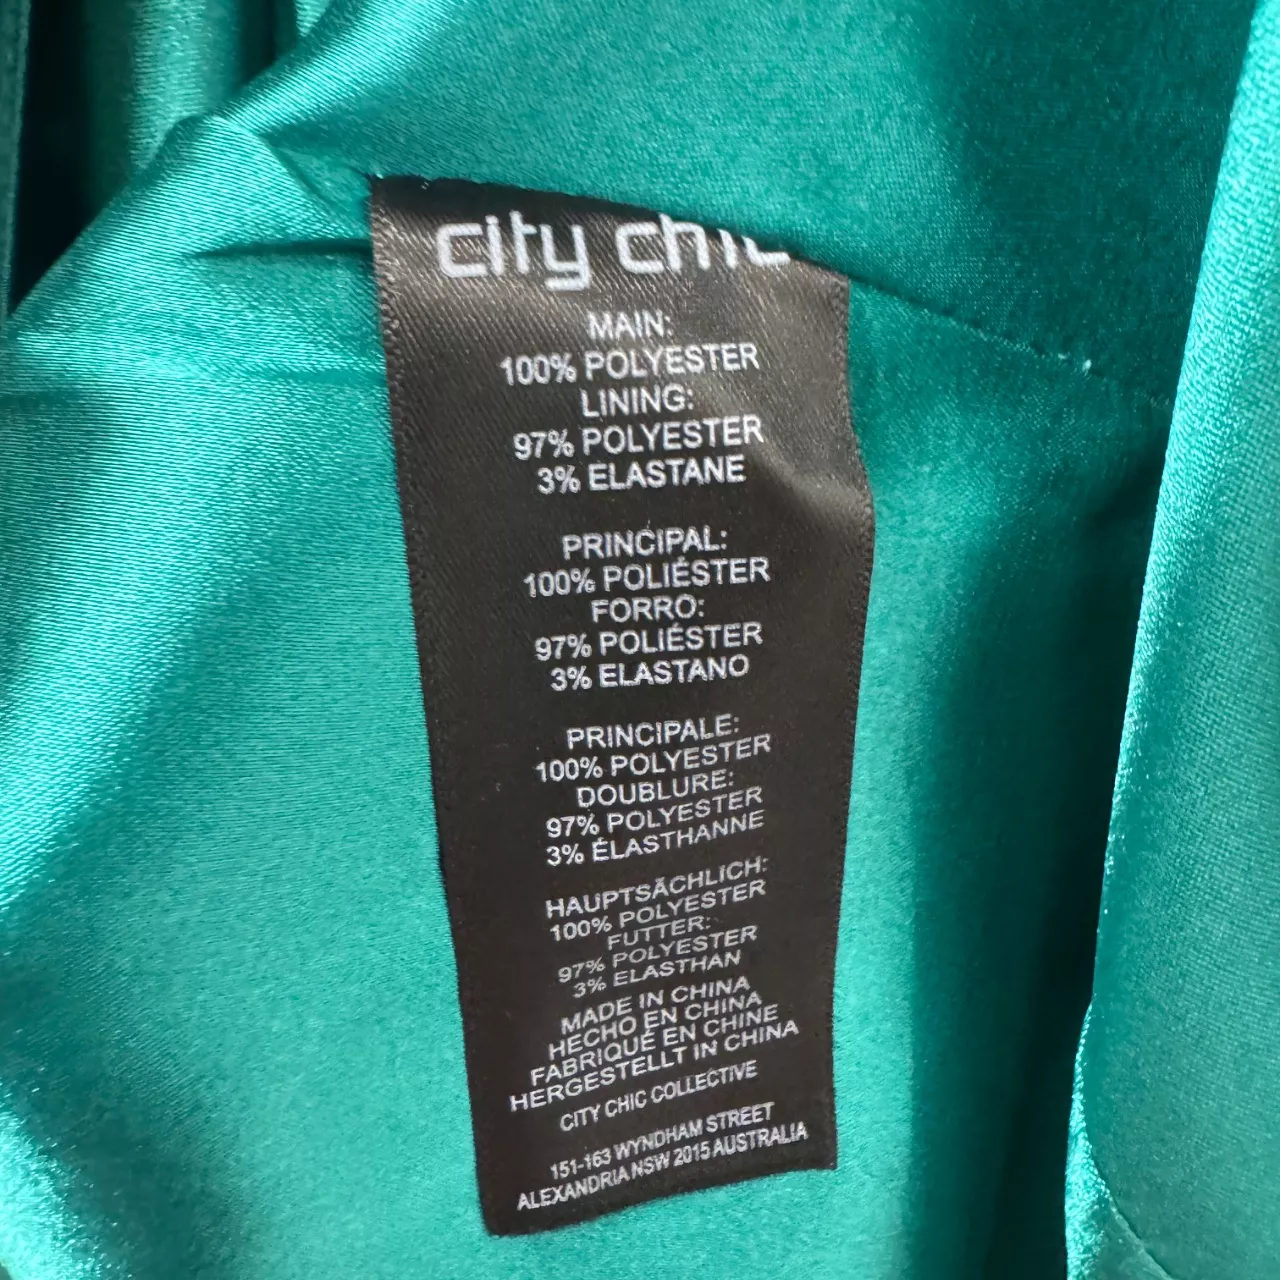 city chic
MAIN:
100% POLYESTER
LINING:
97% POLYESTER
3% ELASTANE
PRINCIPAL:
100% POLIÉSTER
FORRO:
97% POLIÉSTER
3% ELASTANO
PRINCIPALE:
100% POLYESTER
DOUBLURE:
97% POLYESTER
3% ÉLASTHANNE
HAUPTSÄCHLICH:
100% POLYESTER
FUTTER:
97% POLYESTER
3% ELASTHAN
MADE IN CHINA
HECHO EN CHINA
FABRIQUÉ EN CHINE
HERGESTELLT IN CHINA
CITY CHIC COLLECTIVE
151-163 WYNDHAM STREET
ALEXANDRIA NSW 2015 AUSTRALIA